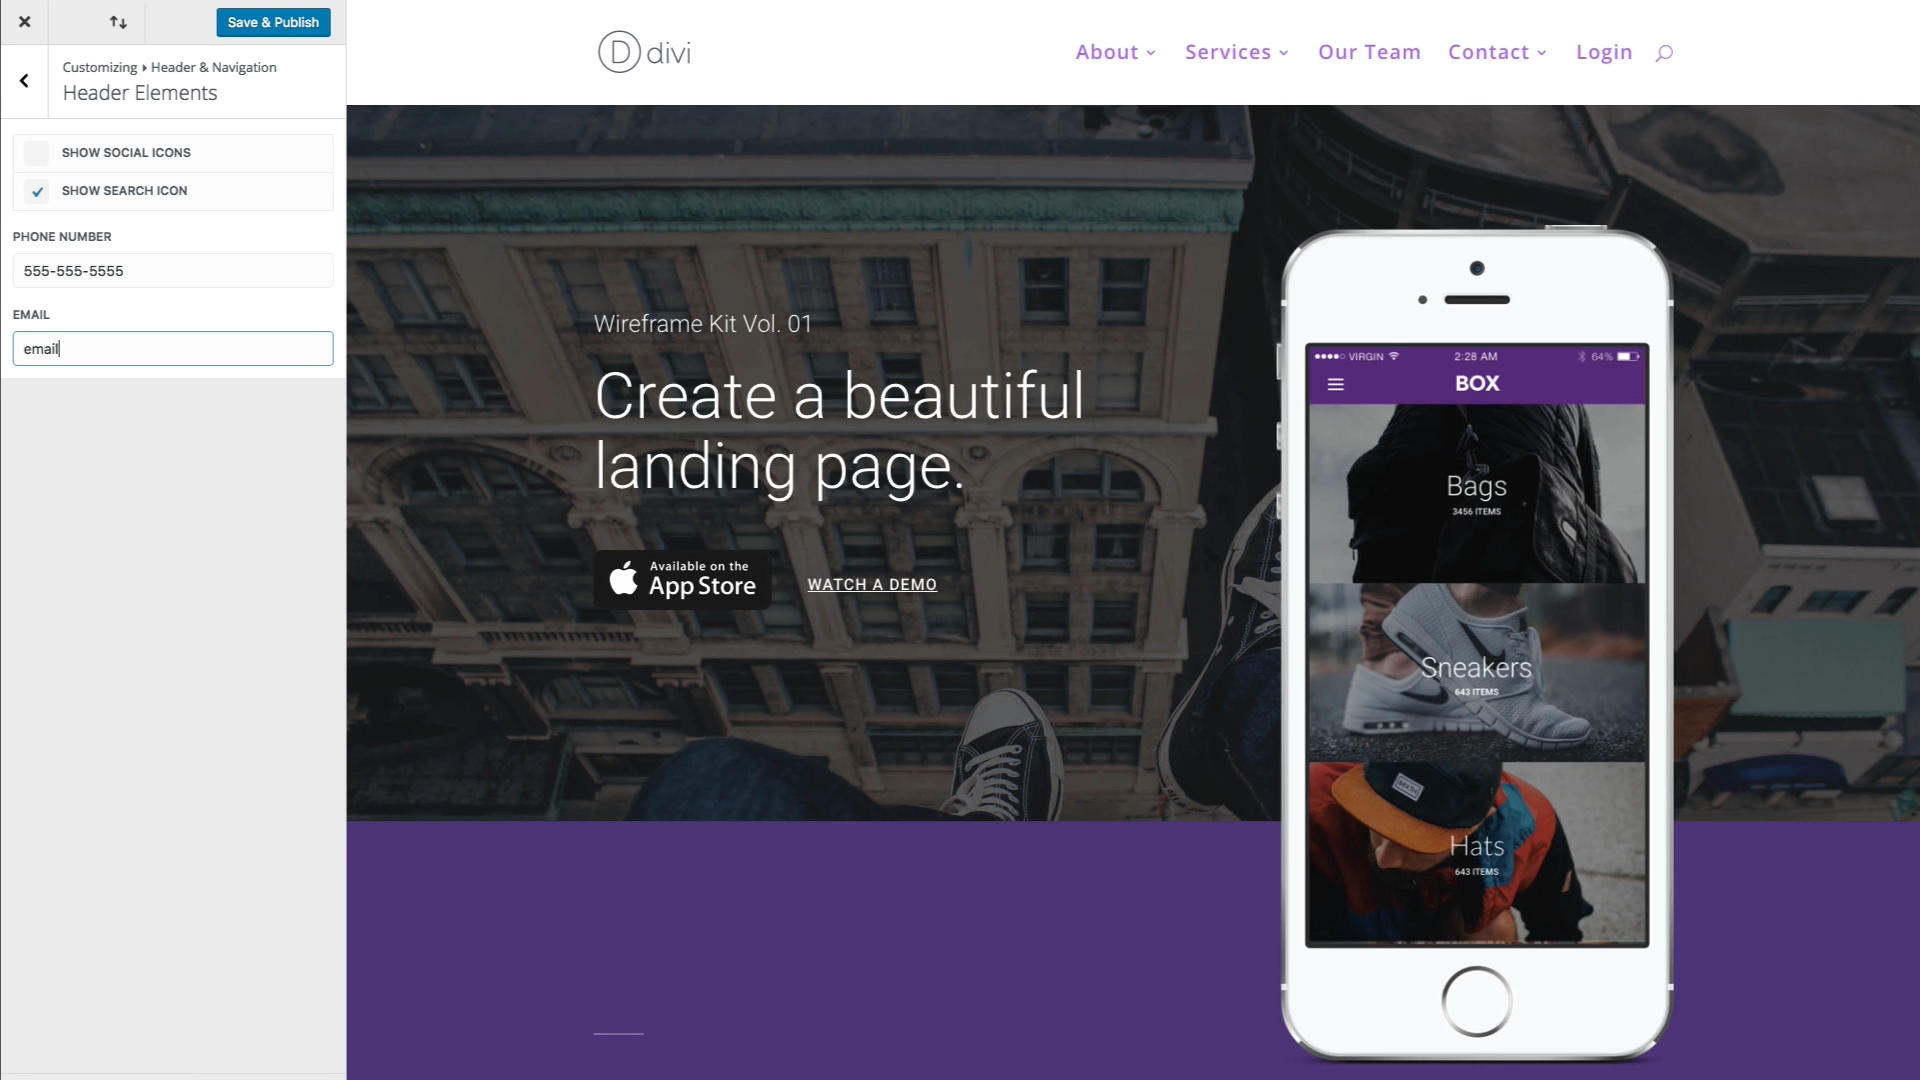 Save & Publish
Customizing ▸ Header & Navigation
Header Elements
SHOW SOCIAL ICONS
SHOW SEARCH ICON
PHONE NUMBER
555-555-5555
EMAIL
email
D divi
About Services Our Team Contact Login
Wireframe Kit Vol. 01
Create a beautiful
landing page.
Available on the
App Store
WATCH A DEMO
VIRGIN 2:28 AM 64%
BOX
Bags
3456 ITEMS
Sneakers
643 ITEMS
Hats
643 ITEMS